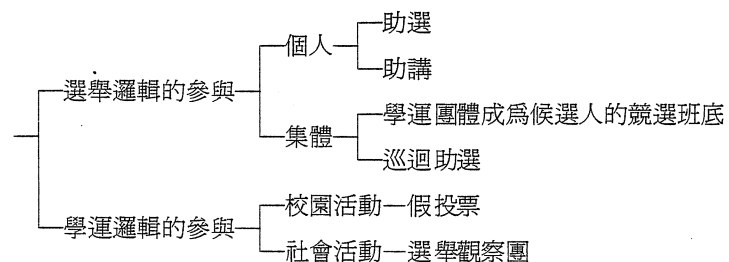 選舉邏輯的參與
個人
助選
助講
集體
學運團體成爲候選人的競選班底
巡迴助選
學運邏輯的參與
校園活動
假投票
社會活動
選舉觀察團